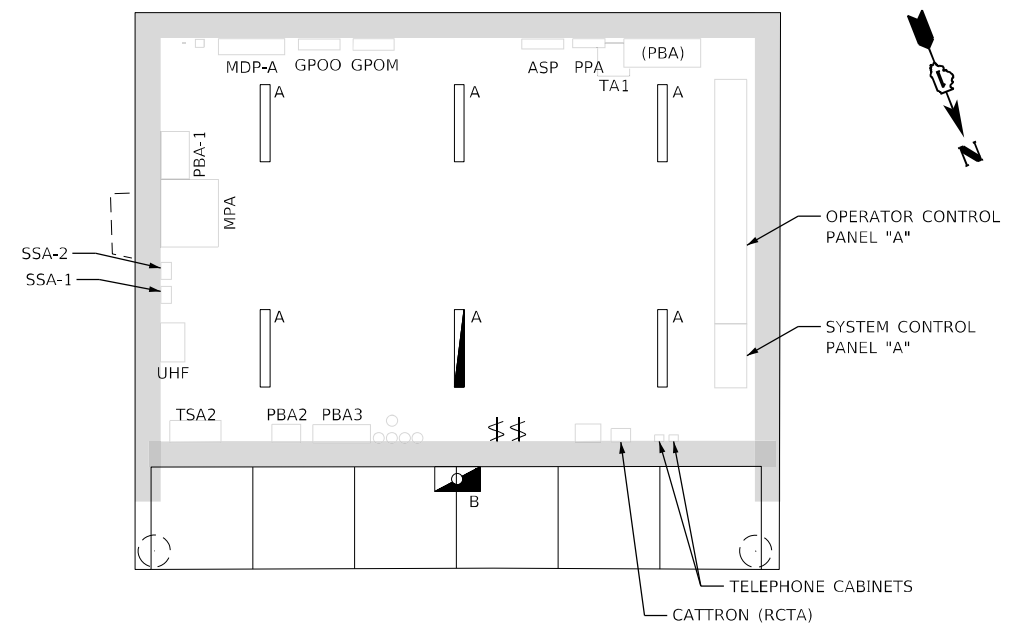 MDP-A
GPOO
GPOM
ASP
PPA
(PBA)
TA1
A
A
A
PBA-1
MPA
N
OPERATOR CONTROL
PANEL "A"
SSA-2
SSA-1
A
A
A
SYSTEM CONTROL
PANEL "A"
UHF
TSA2
PBA2
PBA3
B
TELEPHONE CABINETS
CATTRON (RCTA)